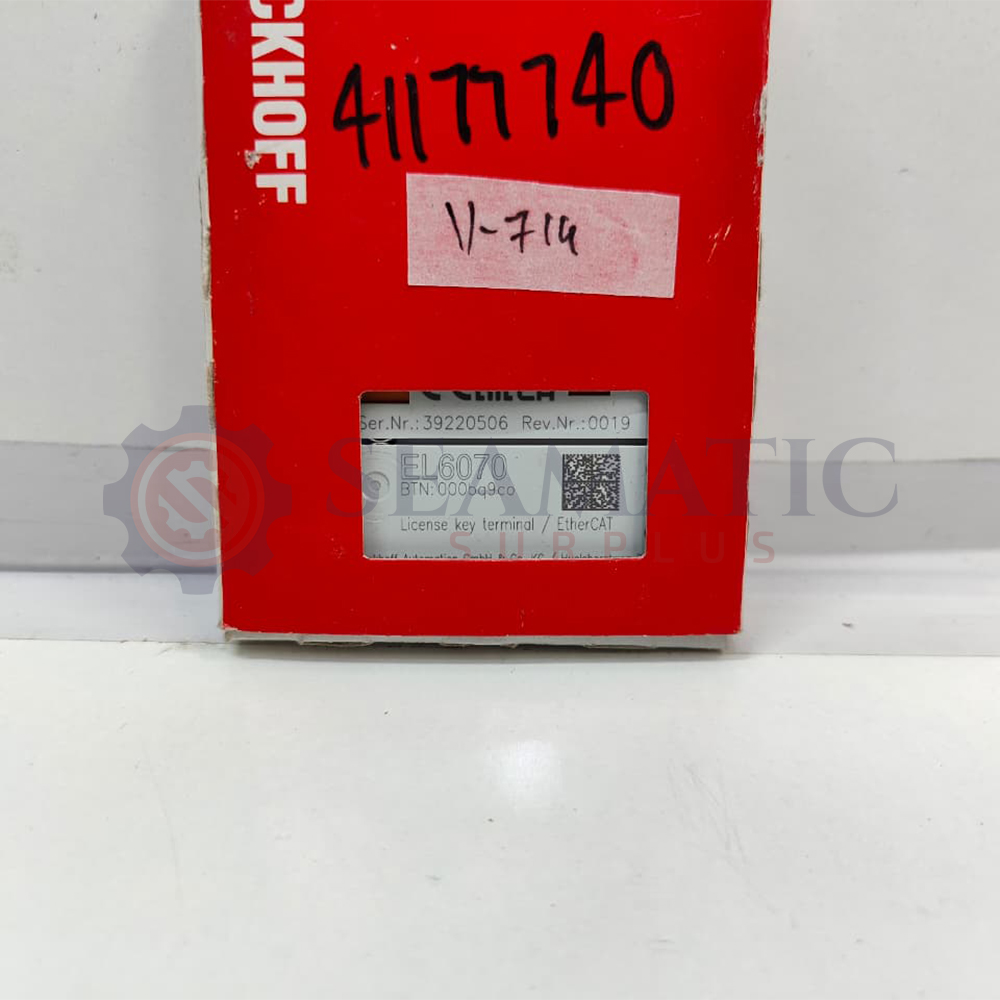 CKHOFF
41177740
V-714
Ser.Nr.:39220506 Rev.Nr.:0019
EL6070
BTN:000bq9co
License key terminal / EtherCAT
SEAMATIC
SURPLUS